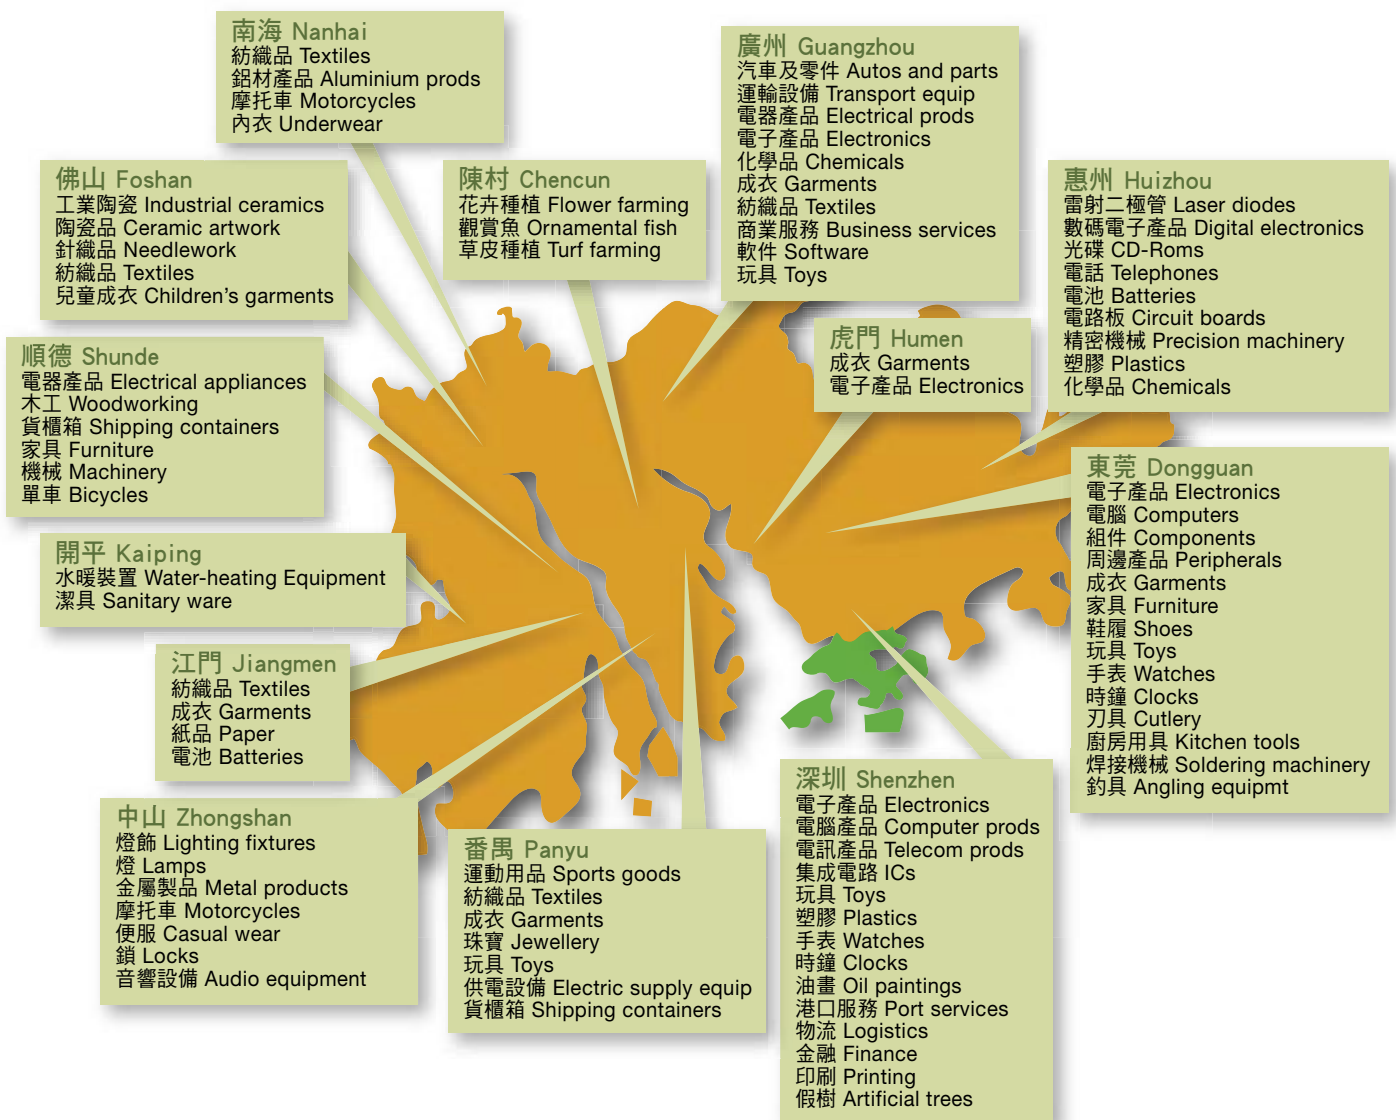 南海 Nanhai
紡織品 Textiles
鋁材產品 Aluminium prods
摩托車 Motorcycles
內衣 Underwear
廣州 Guangzhou
汽車及零件 Autos and parts
運輸設備 Transport equip
電器產品 Electrical prods
電子產品 Electronics
化學品 Chemicals
成衣 Garments
紡織品 Textiles
商業服務 Business services
軟件 Software
玩具 Toys
佛山 Foshan
工業陶瓷 Industrial ceramics
陶瓷品 Ceramic artwork
針織品 Needlework
紡織品 Textiles
兒童成衣 Children's garments
陳村 Chencun
花卉種植 Flower farming
觀賞魚 Ornamental fish
草皮種植 Turf farming
惠州 Huizhou
雷射二極管 Laser diodes
數碼電子產品 Digital electronics
光碟 CD-Roms
電話 Telephones
電池 Batteries
電路板 Circuit boards
精密機械 Precision machinery
塑膠 Plastics
化學品 Chemicals
虎門 Humen
成衣 Garments
電子產品 Electronics
順德 Shunde
電器產品 Electrical appliances
木工 Woodworking
貨櫃箱 Shipping containers
家具 Furniture
機械 Machinery
單車 Bicycles
東莞 Dongguan
電子產品 Electronics
電腦 Computers
組件 Components
周邊產品 Peripherals
成衣 Garments
家具 Furniture
鞋履 Shoes
玩具 Toys
手表 Watches
時鐘 Clocks
刃具 Cutlery
廚房用具 Kitchen tools
焊接機械 Soldering machinery
釣具 Angling equipmt
開平 Kaiping
水暖裝置 Water-heating Equipment
潔具 Sanitary ware
江門 Jiangmen
紡織品 Textiles
成衣 Garments
紙品 Paper
電池 Batteries
中山 Zhongshan
燈飾 Lighting fixtures
燈 Lamps
金屬製品 Metal products
摩托車 Motorcycles
便服 Casual wear
鎖 Locks
音響設備 Audio equipment
番禺 Panyu
運動用品 Sports goods
紡織品 Textiles
成衣 Garments
珠寶 Jewellery
玩具 Toys
供電設備 Electric supply equip
貨櫃箱 Shipping containers
深圳 Shenzhen
電子產品 Electronics
電腦產品 Computer prods
電訊產品 Telecom prods
集成電路 ICs
玩具 Toys
塑膠 Plastics
手表 Watches
時鐘 Clocks
油畫 Oil paintings
港口服務 Port services
物流 Logistics
金融 Finance
印刷 Printing
假樹 Artificial trees